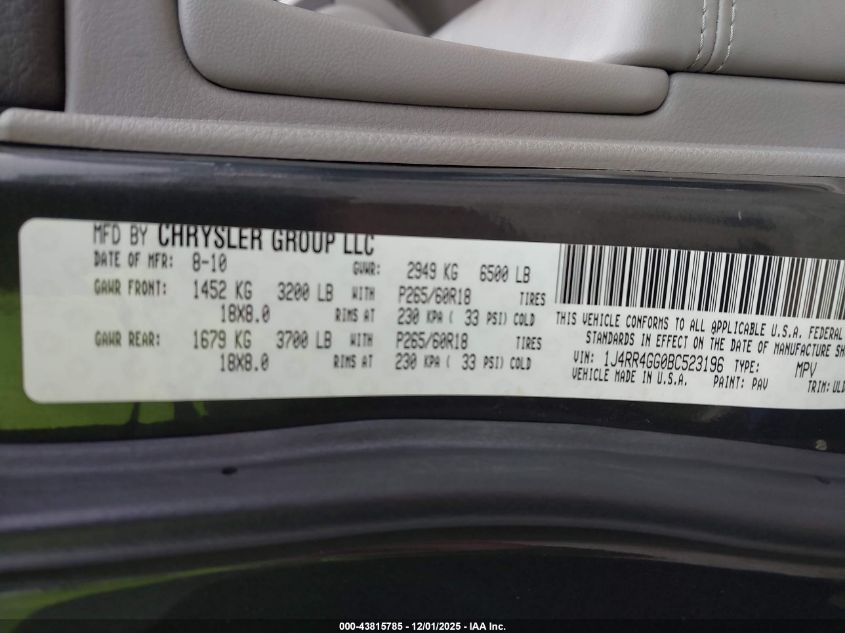 MFD BY CHRYSLER GROUP LLC
DATE OF MFR: 8-10 GVWR: 2949 KG 6500 LB
GAWR FRONT: 1452 KG 3200 LB WITH P265/60R18 TIRES
18X8.0 RIMS AT 230 KPA ( 33 PSI) COLD
GAWR REAR: 1679 KG 3700 LB WITH P265/60R18 TIRES
18X8.0 RIMS AT 230 KPA ( 33 PSI) COLD
THIS VEHICLE CONFORMS TO ALL APPLICABLE U.S.A. FEDERAL
STANDARDS IN EFFECT ON THE DATE OF MANUFACTURE
VIN: 1J4RR4GG0BC523196 TYPE: MPV
VEHICLE MADE IN U.S.A. PAINT: PAV TRIM:
000-43815785 - 12/01/2025 - IAA Inc.